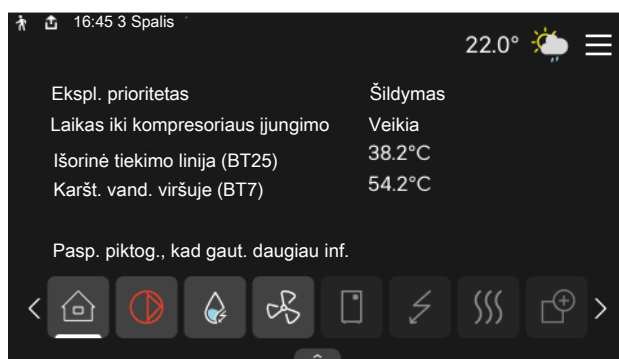 16:45 3 Spalis
22.0°
Ekspl. prioritetas Šildymas
Laikas iki kompresoriaus įjungimo Veikia
Išorinė tiekimo linija (BT25) 38.2°C
Karšt. vand. viršuje (BT7) 54.2°C
Pasp. piktog., kad gaut. daugiau inf.